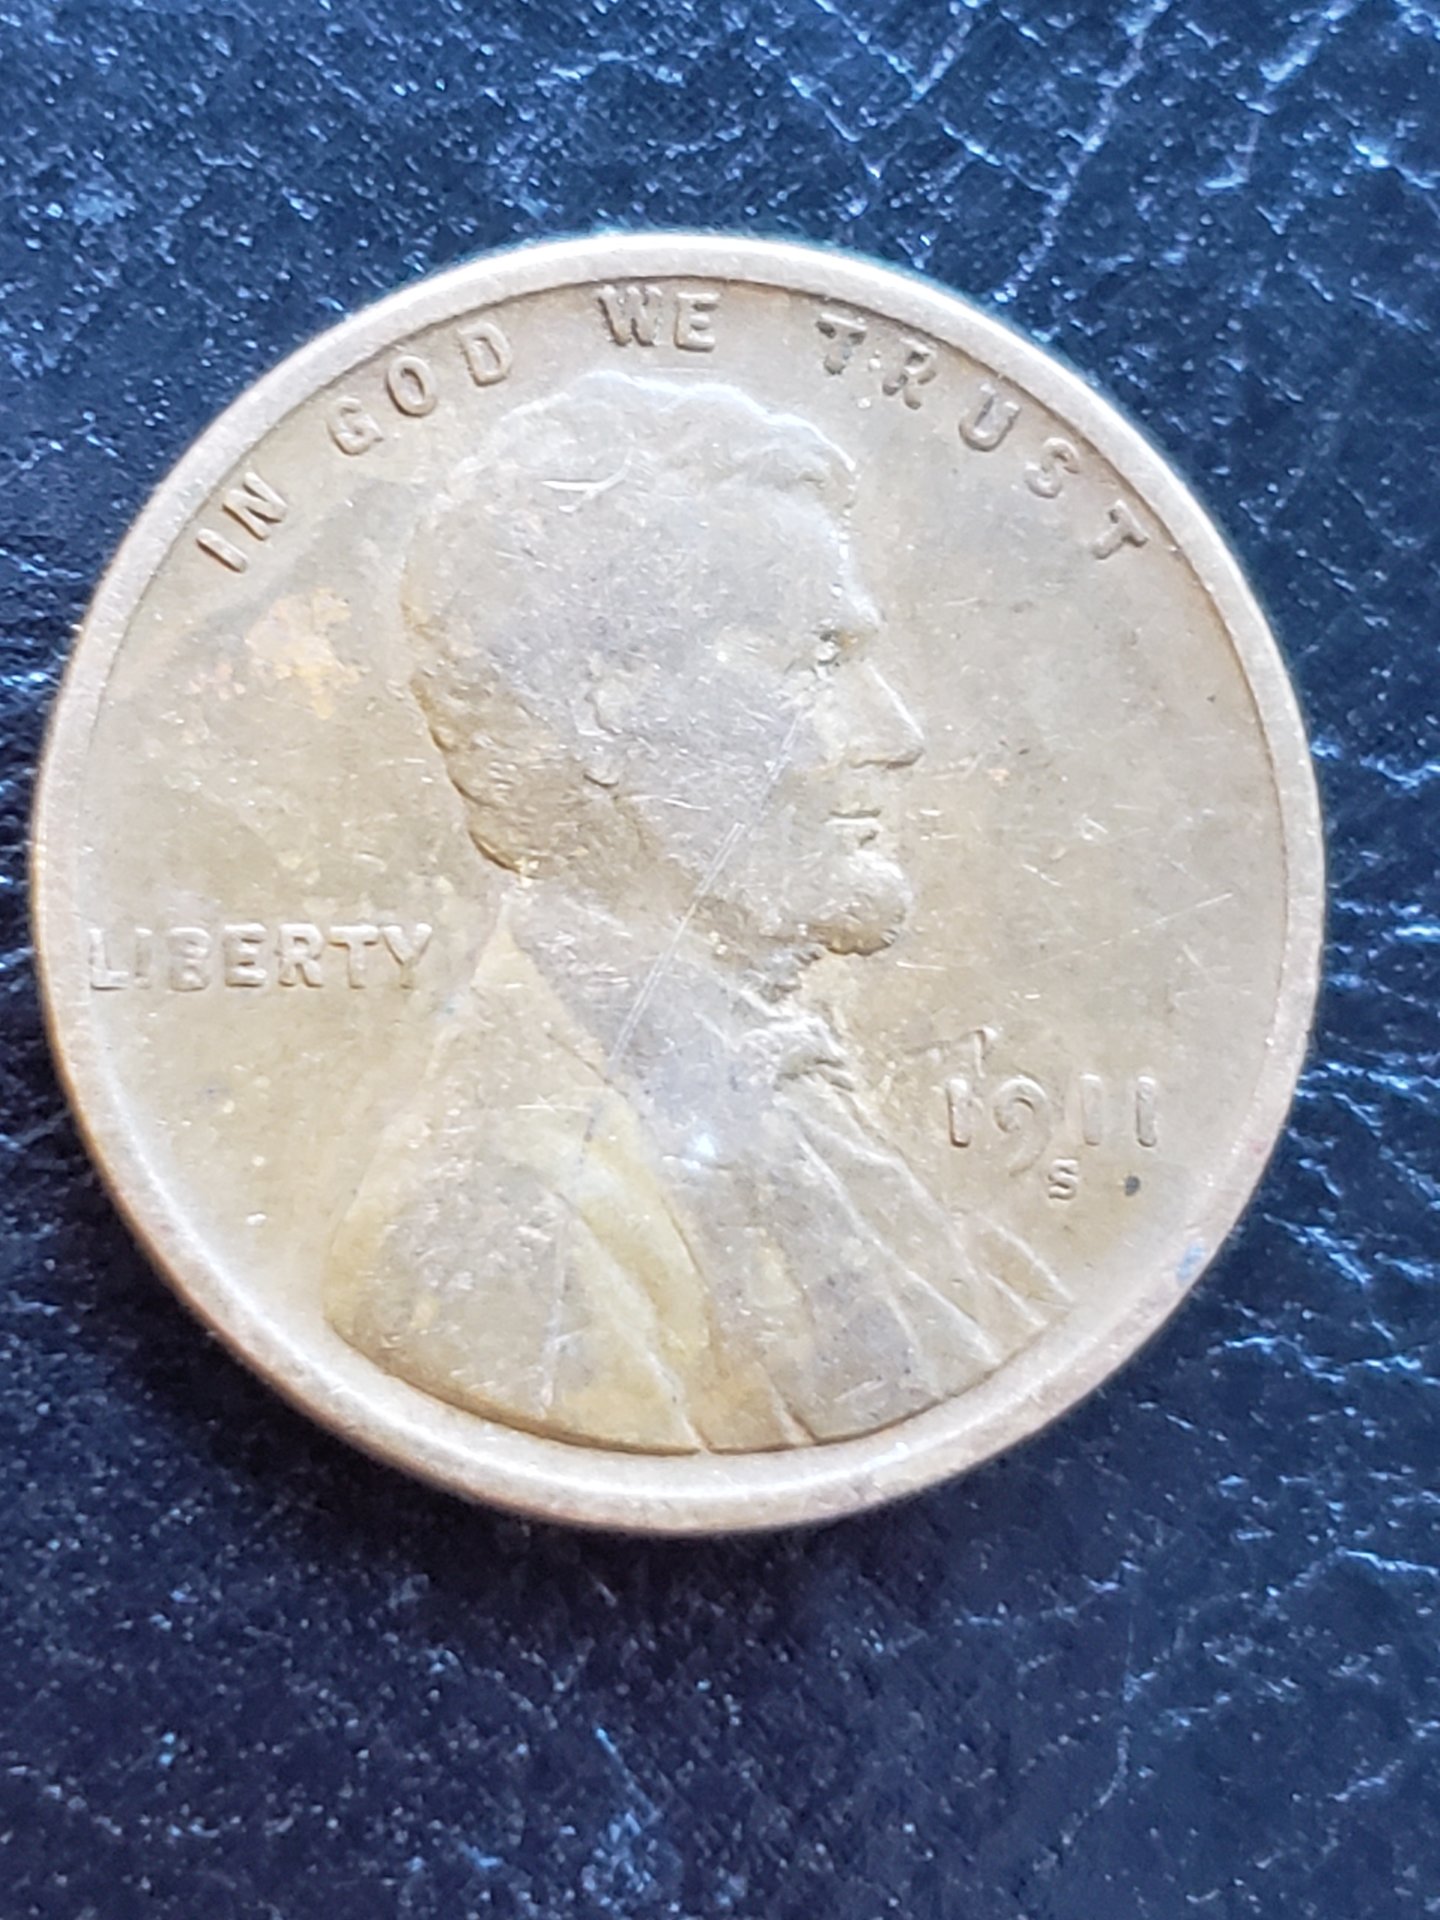 IN GOD WE TRUST
LIBERTY
1911
S